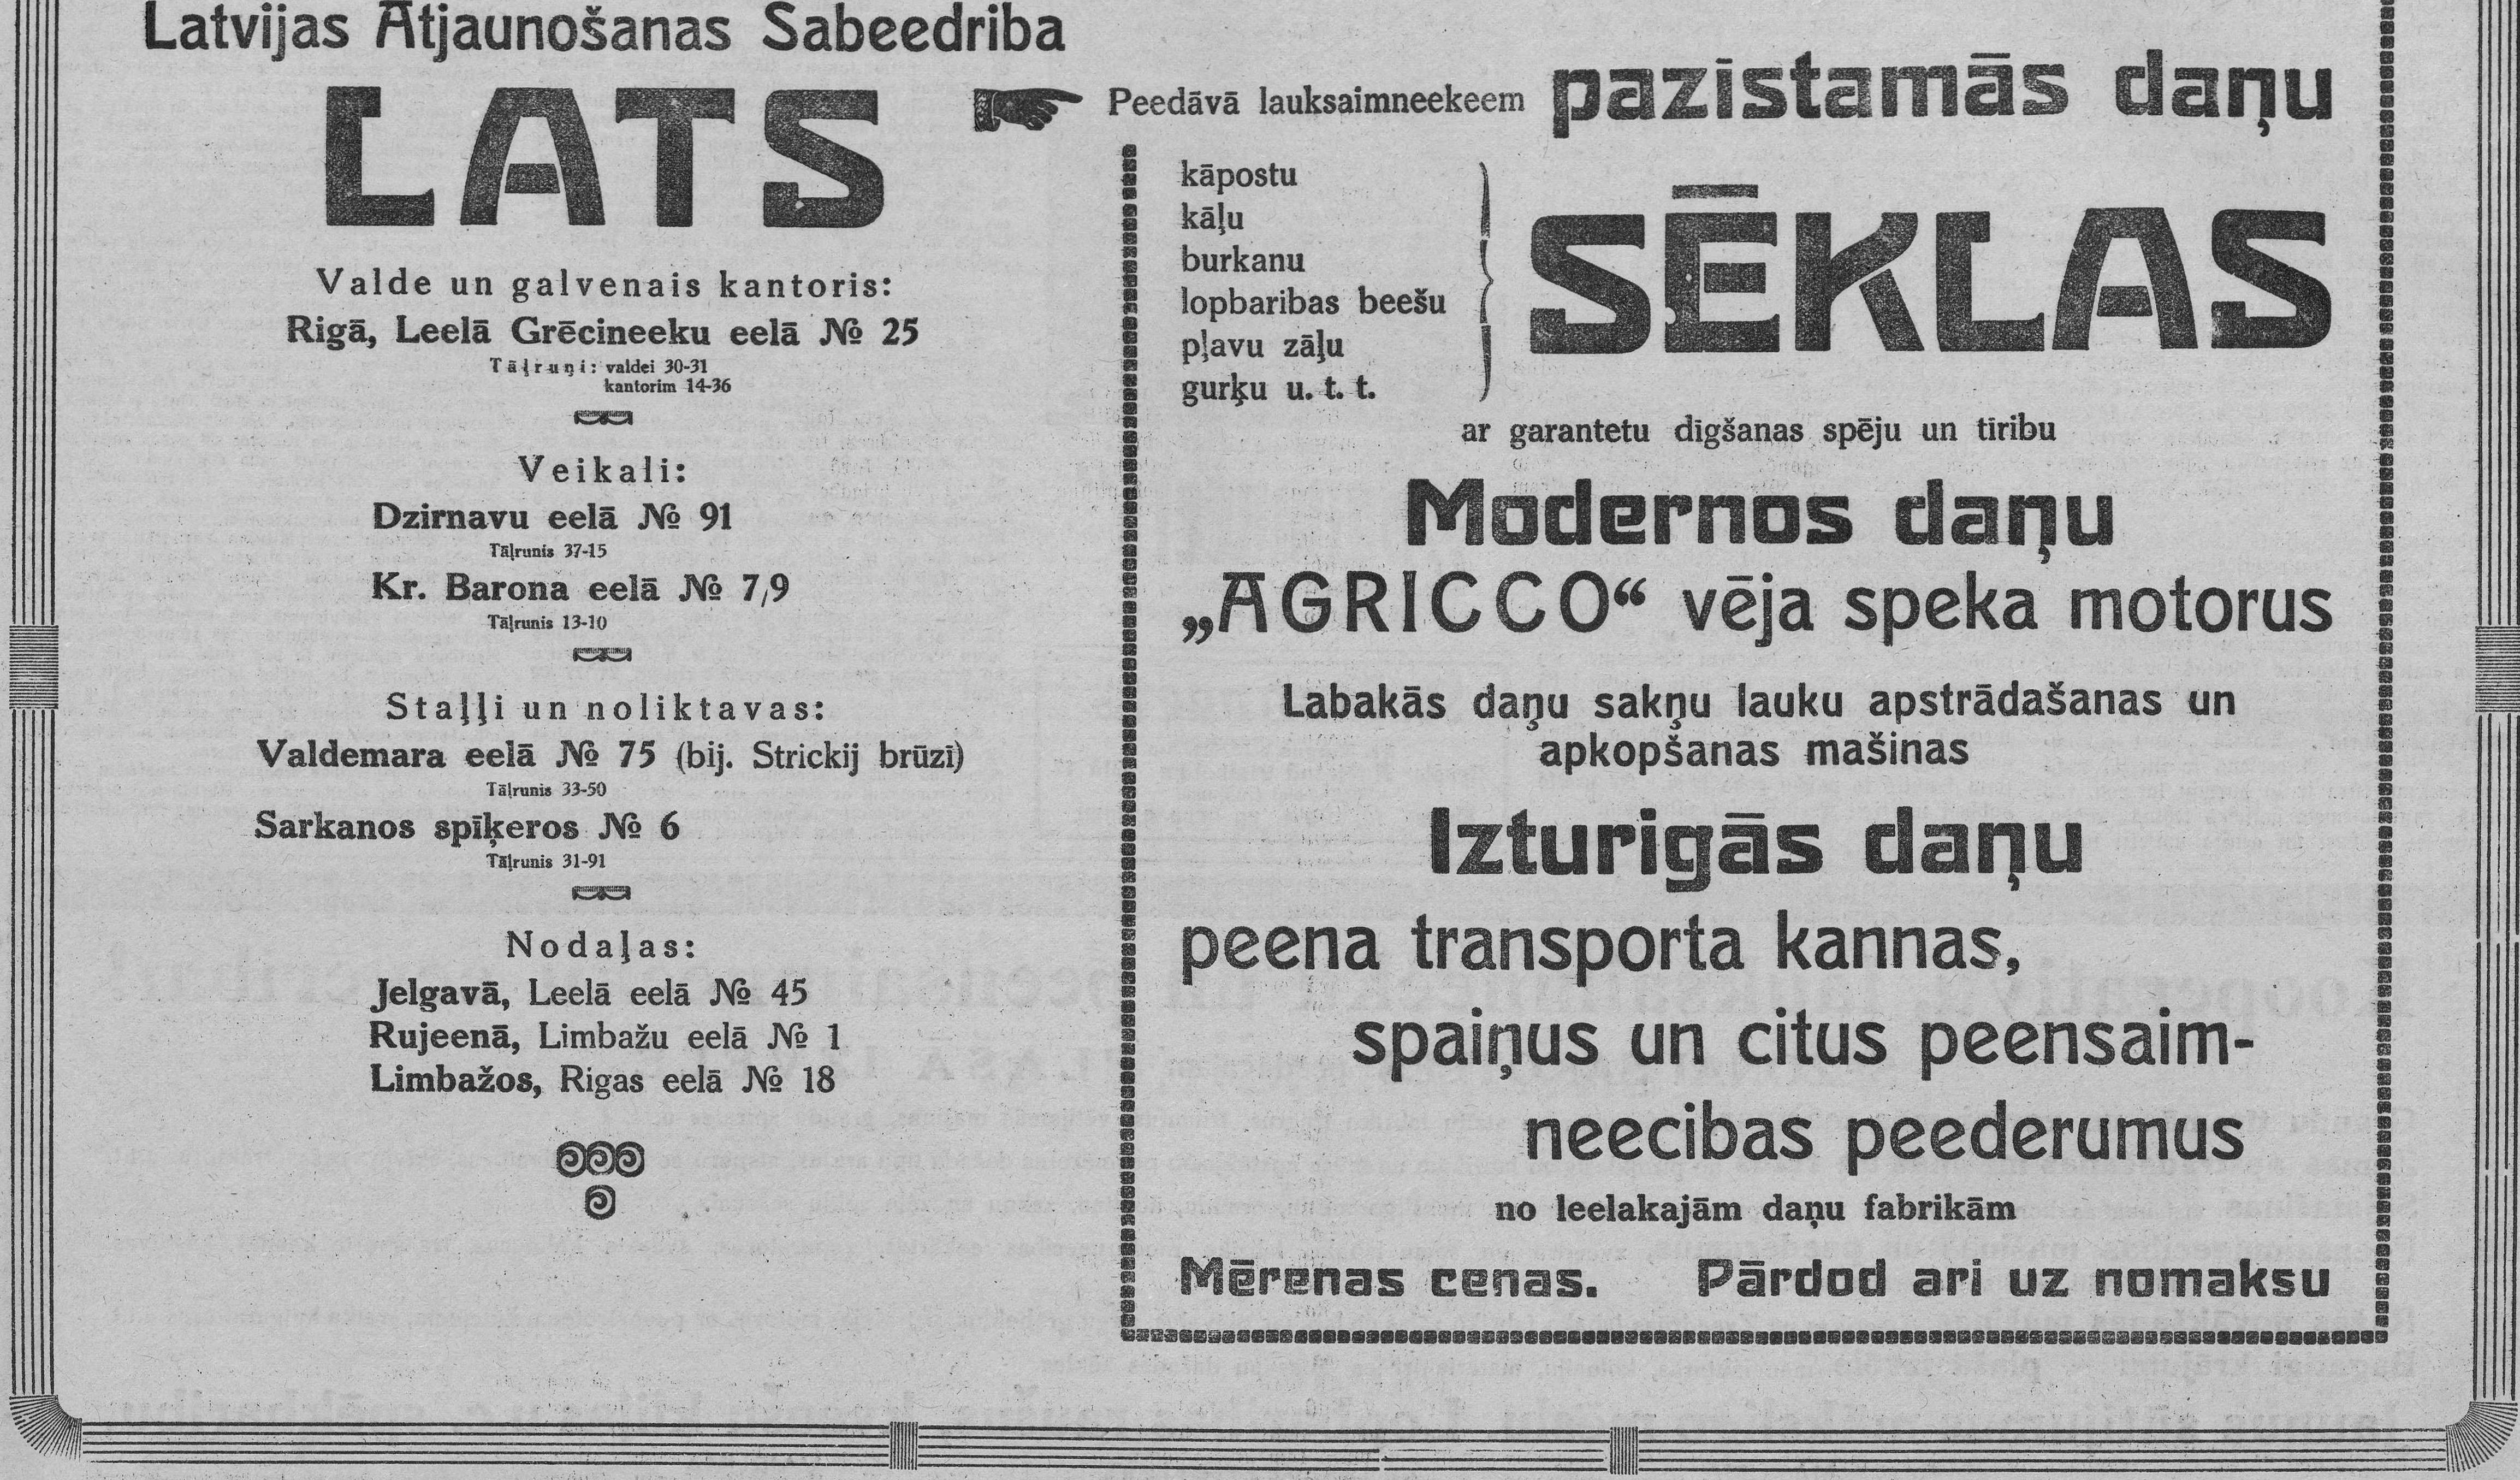 Latvijas Atjaunošanas Sabeedriba
LATS
Valde un galvenais kantoris:
Rigā, Leelā Grēcineeku eelā № 25
Tāļruņi: valdei 30-31
kantorim 14-36
Veikali:
Dzirnavu eelā № 91
Tāļrunis 37-15
Kr. Barona eelā № 7/9
Tāļrunis 13-10
Staļļi un noliktavas:
Valdemara eelā № 75 (bij. Strickij brūzī)
Tāļrunis 33-50
Sarkanos spīķeros № 6
Tāļrunis 31-91
Nodaļas:
Jelgavā, Leelā eelā № 45
Rujeenā, Limbažu eelā № 1
Limbažos, Rigas eelā № 18
Peedāvā lauksaimneekeem pazīstamās daņu
kāpostu
kāļu
burkanu
lopbaribas beešu
pļavu zāļu
gurķu u. t. t.
SĒKLAS
ar garantetu digšanas spēju un tiribu
Modernos daņu
„AGRICCO“ vēja speka motorus
Labakās daņu sakņu lauku apstrādašanas un
apkopšanas mašinas
Izturigās daņu
peena transporta kannas,
spaiņus un citus peensaim-
neecibas peederumus
no leelakajām daņu fabrikām
Mērenas cenas. Pārdod ari uz nomaksu